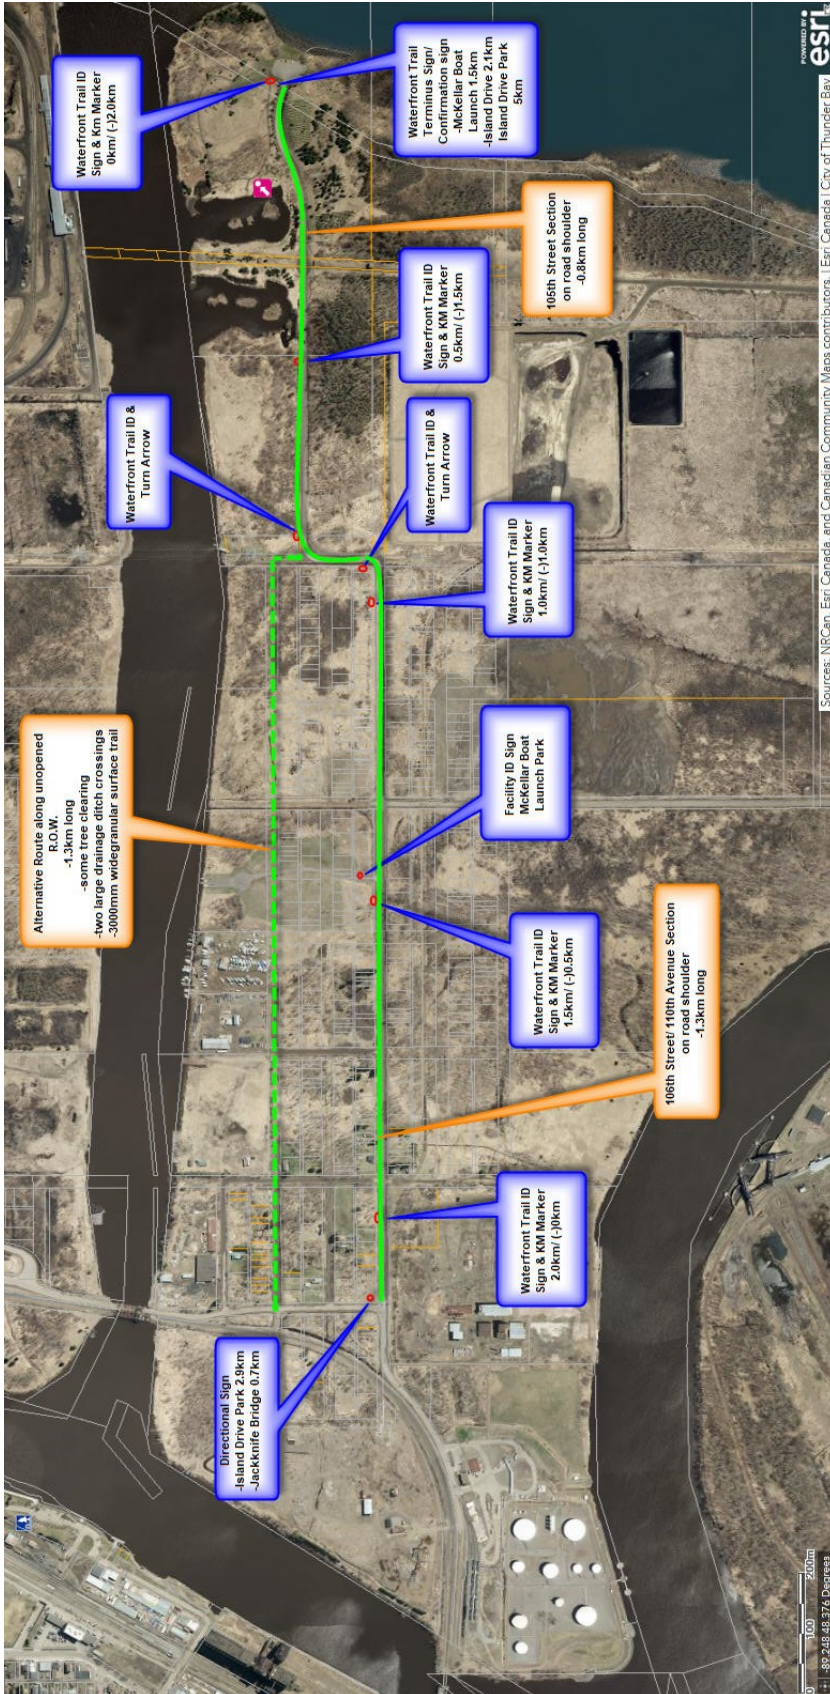 Waterfront Trail ID
Sign & Km Marker
0km/ (-)2.0km
Waterfront Trail
Terminus Sign/
Confirmation sign
-McKellar Boat
Launch 1.5km
-Island Drive 2.1km
Island Drive Park
5km
105th Street Section
on road shoulder
-0.8km long
Waterfront Trail ID
Sign & KM Marker
0.5km/ (-)1.5km
Waterfront Trail ID &
Turn Arrow
Waterfront Trail ID &
Turn Arrow
Waterfront Trail ID
Sign & KM Marker
1.0km/ (-)1.0km
Alternative Route along unopened
R.O.W.
-1.3km long
-some tree clearing
-two large drainage ditch crossings
-3000mm widegranular surface trail
Facility ID Sign
McKellar Boat
Launch Park
Waterfront Trail ID
Sign & KM Marker
1.5km/ (-)0.5km
106th Street/ 110th Avenue Section
on road shoulder
-1.3km long
Waterfront Trail ID
Sign & KM Marker
2.0km/ (-)0km
Directional Sign
-Island Drive Park 2.9km
-Jackknife Bridge 0.7km
0 100 200m
-89.248 48.376 Degrees
Sources: NRCan, Esri Canada, and Canadian Community Maps contributors. | Esri Canada | City of Thunder Bay
POWERED BY
esri